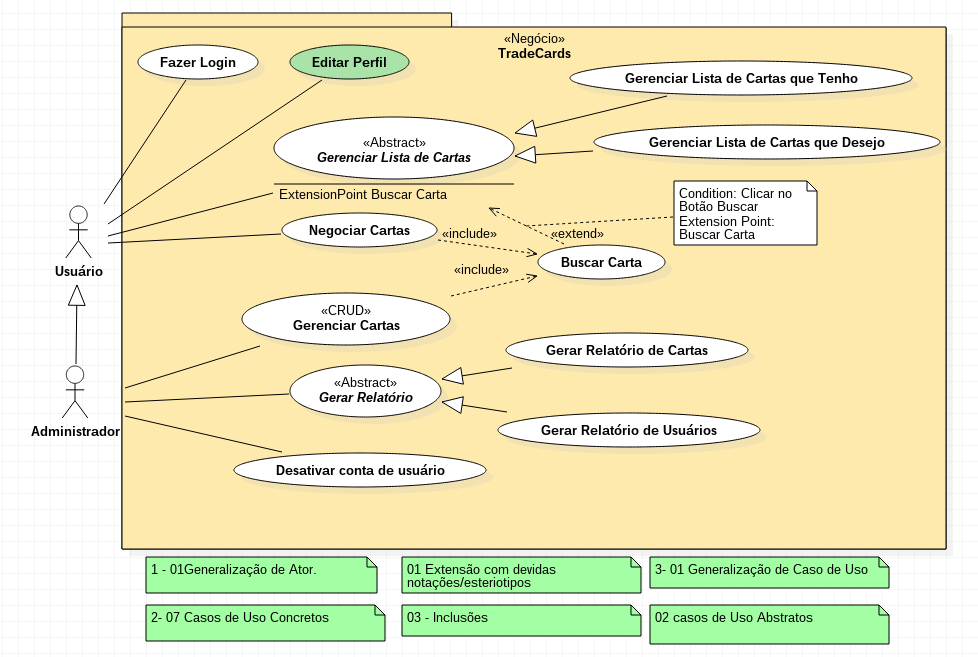 «Negócio»
TradeCards
Fazer Login
Editar Perfil
Gerenciar Lista de Cartas que Tenho
«Abstract»
Gerenciar Lista de Cartas
Gerenciar Lista de Cartas que Desejo
ExtensionPoint Buscar Carta
Condition: Clicar no
Botão Buscar
Extension Point:
Buscar Carta
Negociar Cartas
«include»
«extend»
Buscar Carta
«include»
Usuário
«CRUD»
Gerenciar Cartas
Gerar Relatório de Cartas
«Abstract»
Gerar Relatório
Administrador
Gerar Relatório de Usuários
Desativar conta de usuário
1 - 01Generalização de Ator.
01 Extensão com devidas
notações/esteriotipos
3- 01 Generalização de Caso de Uso
2- 07 Casos de Uso Concretos
03 - Inclusões
02 casos de Uso Abstratos